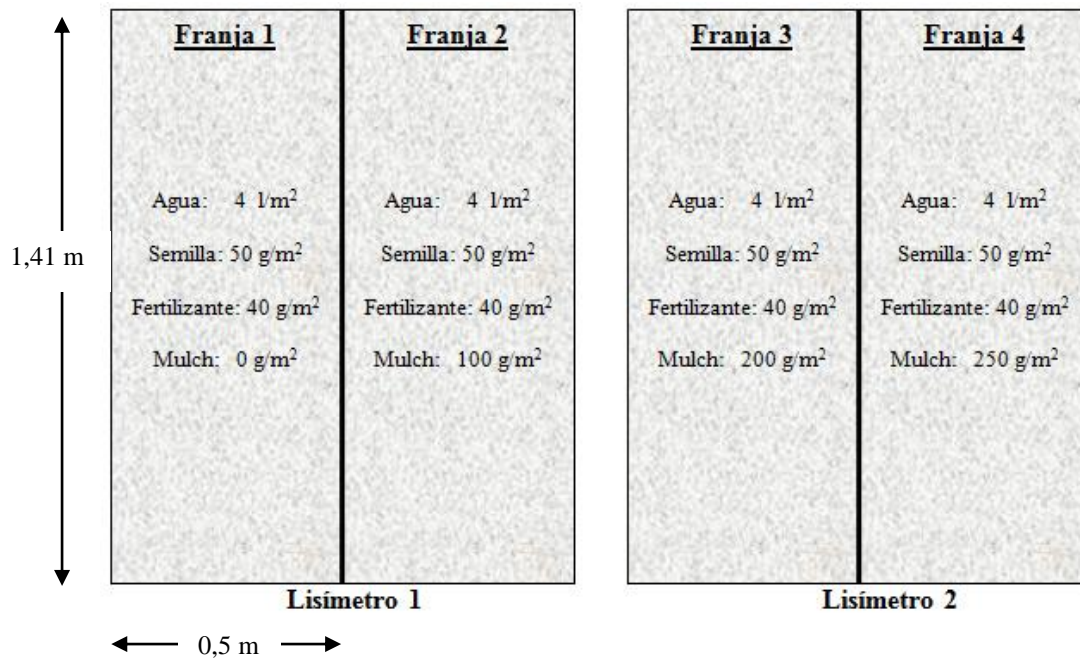 Franja 1
Agua: 4 l/m²
Semilla: 50 g/m²
Fertilizante: 40 g/m²
Mulch: 0 g/m²
Franja 2
Agua: 4 l/m²
Semilla: 50 g/m²
Fertilizante: 40 g/m²
Mulch: 100 g/m²
Franja 3
Agua: 4 l/m²
Semilla: 50 g/m²
Fertilizante: 40 g/m²
Mulch: 200 g/m²
Franja 4
Agua: 4 l/m²
Semilla: 50 g/m²
Fertilizante: 40 g/m²
Mulch: 250 g/m²
1,41 m
Lisímetro 1
Lisímetro 2
0,5 m